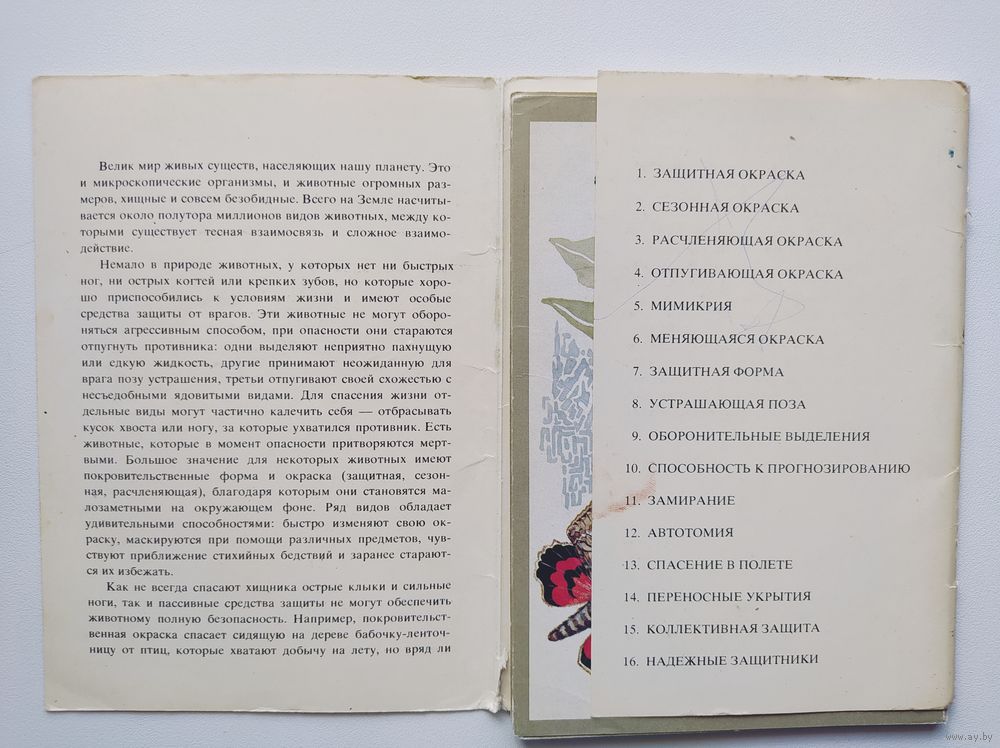 Велик мир живых существ, населяющих нашу планету. Это
и микроскопические организмы, и животные огромных раз-
меров, хищные и совсем безобидные. Всего на Земле насчиты-
вается около полутора миллионов видов животных, между ко-
торыми существует тесная взаимосвязь и сложное взаимо-
действие.
Немало в природе животных, у которых нет ни быстрых
ног, ни острых когтей или крепких зубов, но которые хоро-
шо приспособились к условиям жизни и имеют особые
средства защиты от врагов. Эти животные не могут оборо-
няться агрессивным способом, при опасности они стараются
отпугнуть противника: одни выделяют неприятно пахнущую
или едкую жидкость, другие принимают неожиданную для
врага позу устрашения, третьи отпугивают своей схожестью с
несъедобными ядовитыми видами. Для спасения жизни от-
дельные виды могут частично калечить себя — отбрасывать
кусок хвоста или ногу, за которые ухватился противник. Есть
животные, которые в момент опасности притворяются мерт-
выми. Большое значение для некоторых животных имеют
покровительственные форма и окраска (защитная, сезон-
ная, расчленяющая), благодаря которым они становятся ма-
лозаметными на окружающем фоне. Ряд видов обладает
удивительными способностями: быстро изменяют свою ок-
раску, маскируются при помощи различных предметов, чув-
ствуют приближение стихийных бедствий и заранее старают-
ся их избежать.
Как не всегда спасают хищника острые клыки и сильные
ноги, так и пассивные средства защиты не могут обеспечить
животному полную безопасность. Например, покровительст-
венная окраска спасает сидящую на дереве бабочку-ленточ-
ницу от птиц, которые хватают добычу на лету, но вряд ли
1. ЗАЩИТНАЯ ОКРАСКА
2. СЕЗОННАЯ ОКРАСКА
3. РАСЧЛЕНЯЮЩАЯ ОКРАСКА
4. ОТПУГИВАЮЩАЯ ОКРАСКА
5. МИМИКРИЯ
6. МЕНЯЮЩАЯСЯ ОКРАСКА
7. ЗАЩИТНАЯ ФОРМА
8. УСТРАШАЮЩАЯ ПОЗА
9. ОБОРОНИТЕЛЬНЫЕ ВЫДЕЛЕНИЯ
10. СПОСОБНОСТЬ К ПРОГНОЗИРОВАНИЮ
11. ЗАМИРАНИЕ
12. АВТОТОМИЯ
13. СПАСЕНИЕ В ПОЛЕТЕ
14. ПЕРЕНОСНЫЕ УКРЫТИЯ
15. КОЛЛЕКТИВНАЯ ЗАЩИТА
16. НАДЕЖНЫЕ ЗАЩИТНИКИ
www.ay.by